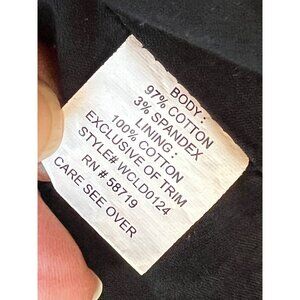 BODY :
97% COTTON
3% SPANDEX
LINING :
100% COTTON
EXCLUSIVE OF TRIM
STYLE# WCLD0124
RN # 58719
CARE SEE OVER